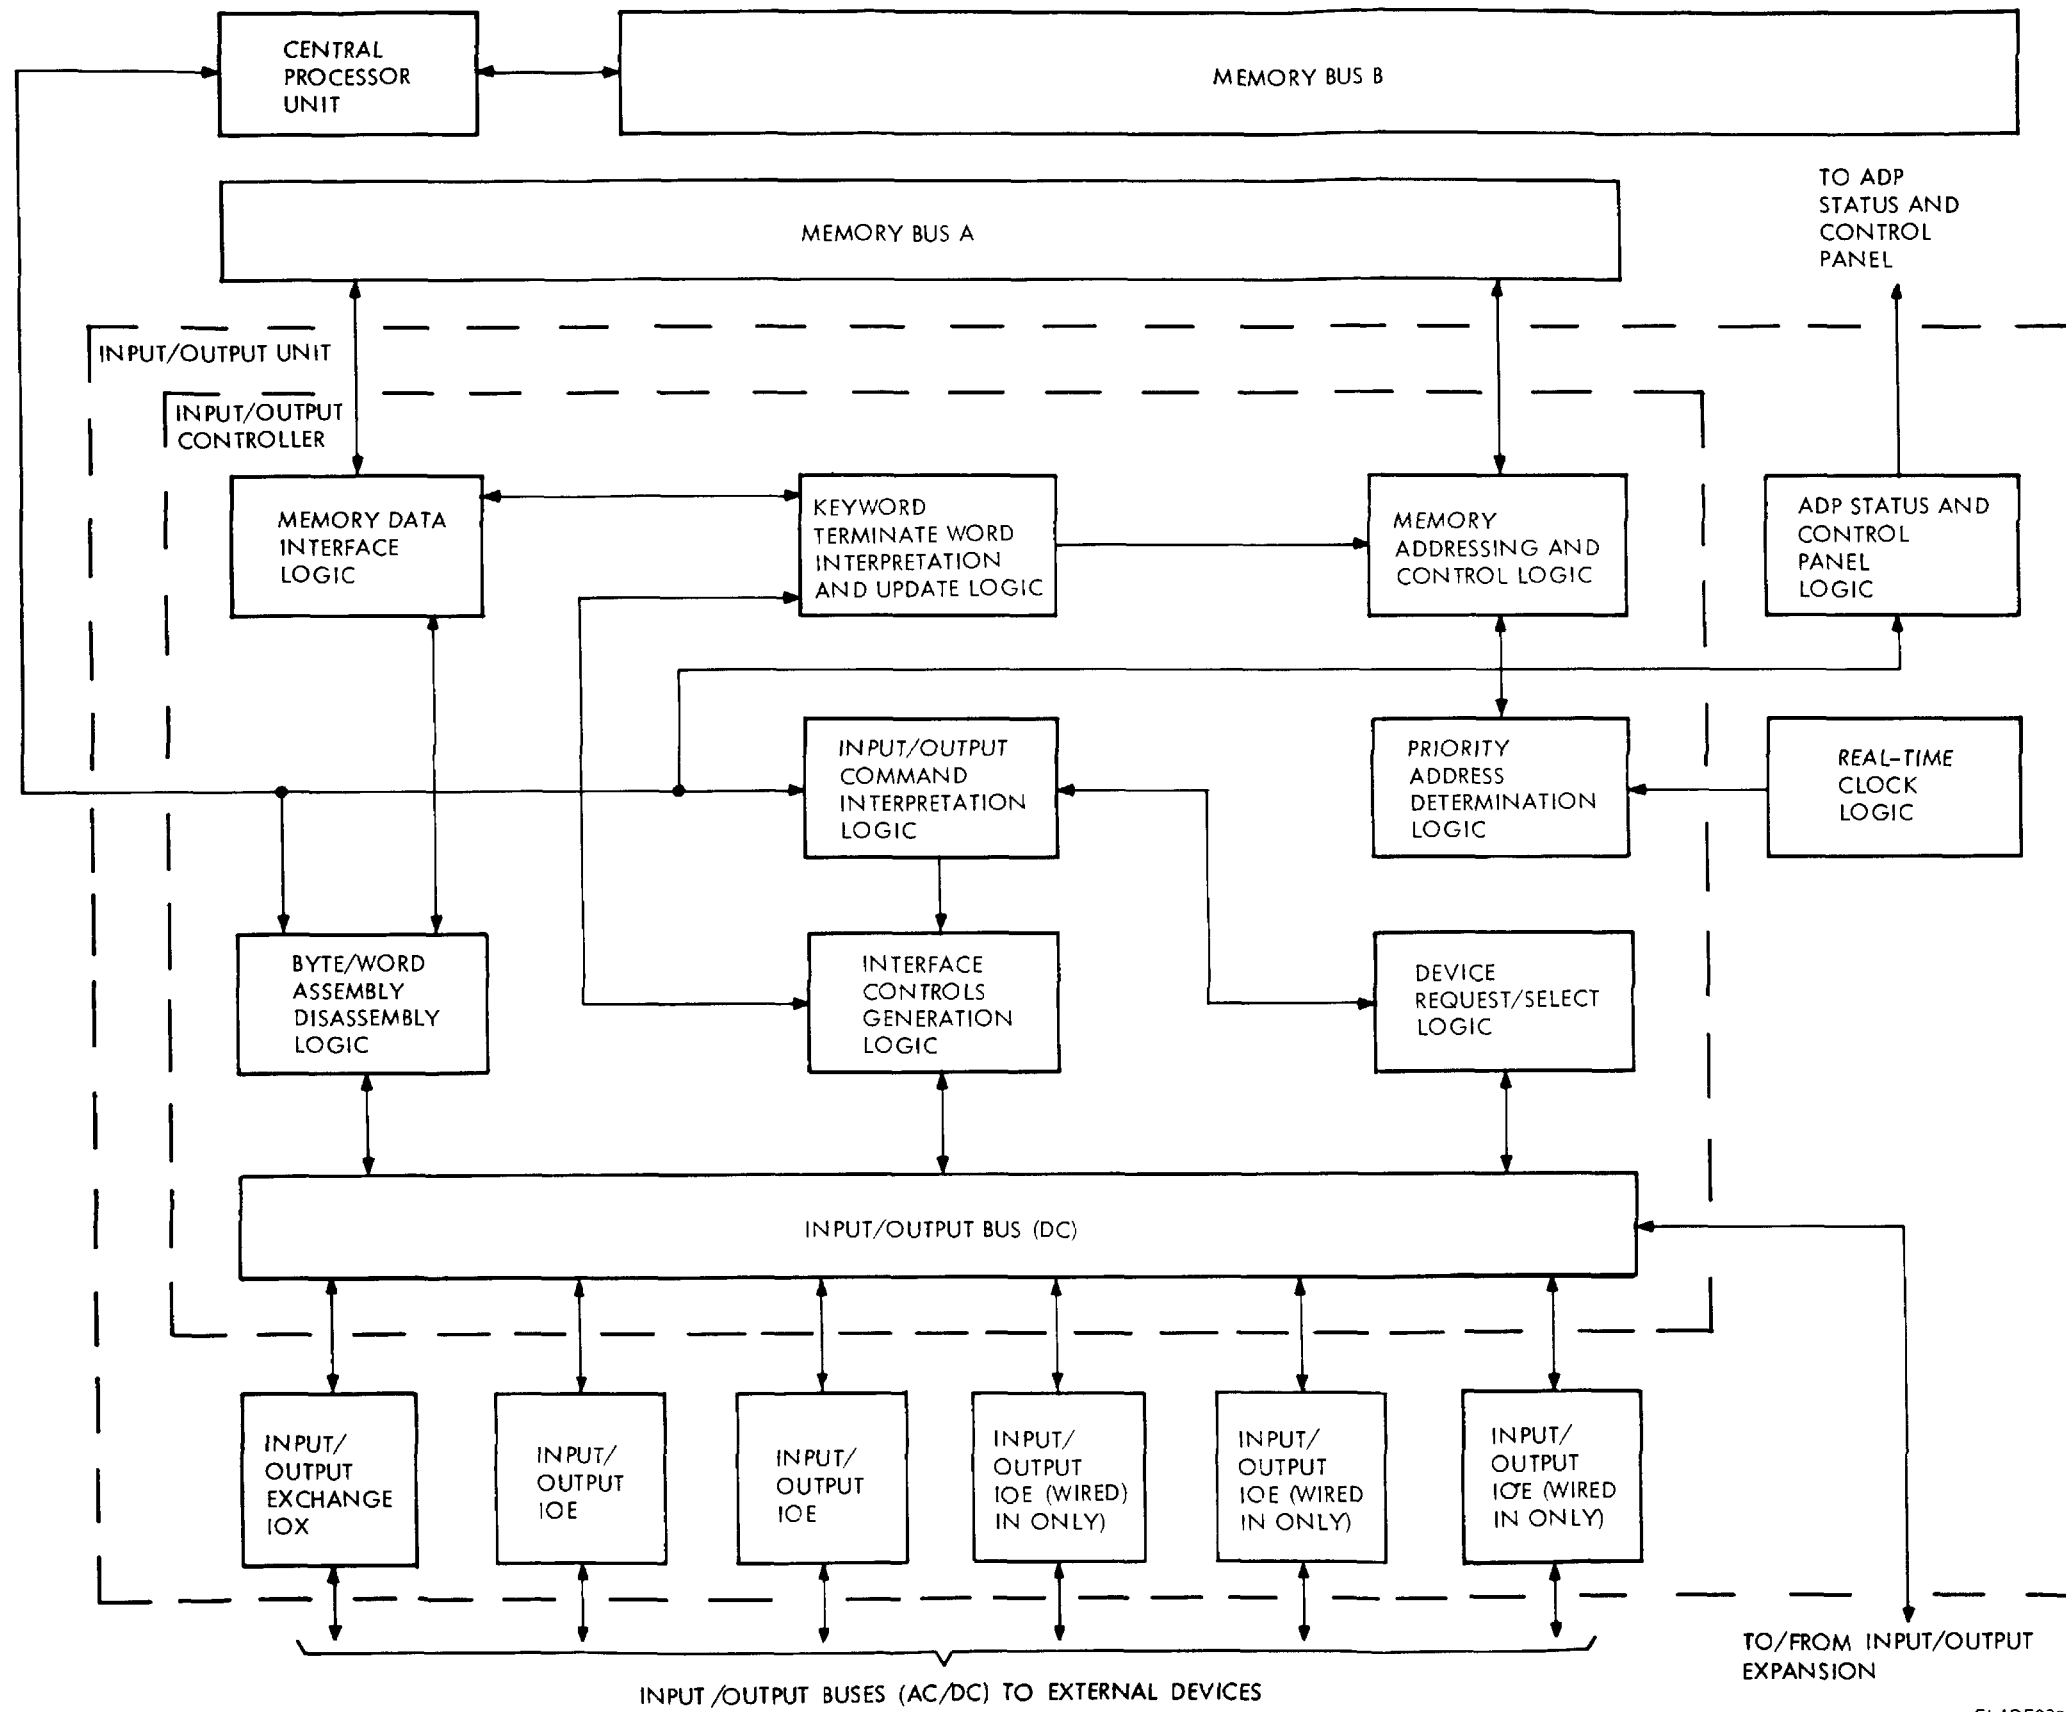 CENTRAL
PROCESSOR
UNIT
MEMORY BUS B
MEMORY BUS A
TO ADP
STATUS AND
CONTROL
PANEL
INPUT/OUTPUT UNIT
INPUT/OUTPUT
CONTROLLER
MEMORY DATA
INTERFACE
LOGIC
KEYWORD
TERMINATE WORD
INTERPRETATION
AND UPDATE LOGIC
MEMORY
ADDRESSING AND
CONTROL LOGIC
ADP STATUS AND
CONTROL
PANEL
LOGIC
INPUT/OUTPUT
COMMAND
INTERPRETATION
LOGIC
PRIORITY
ADDRESS
DETERMINATION
LOGIC
REAL-TIME
CLOCK
LOGIC
BYTE/WORD
ASSEMBLY
DISASSEMBLY
LOGIC
INTERFACE
CONTROLS
GENERATION
LOGIC
DEVICE
REQUEST/SELECT
LOGIC
INPUT/OUTPUT BUS (DC)
INPUT/
OUTPUT
EXCHANGE
IOX
INPUT/
OUTPUT
IOE
INPUT/
OUTPUT
IOE
INPUT/
OUTPUT
IOE (WIRED)
IN ONLY)
INPUT/
OUTPUT
IOE (WIRED
IN ONLY)
INPUT/
OUTPUT
IOE (WIRED
IN ONLY)
INPUT/OUTPUT BUSES (AC/DC) TO EXTERNAL DEVICES
TO/FROM INPUT/OUTPUT
EXPANSION